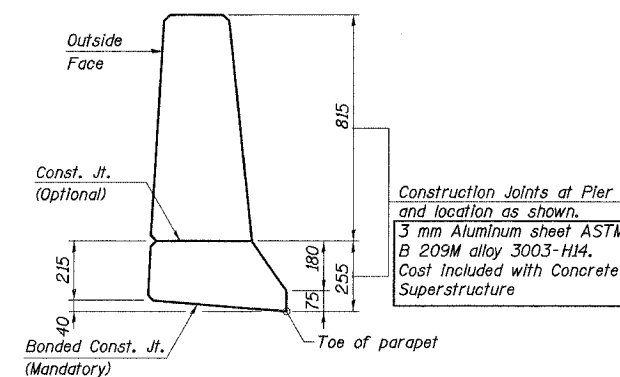 Outside
Face
815
Const. Jt.
(Optional)
Construction Joints at Pier
and location as shown.
3 mm Aluminum sheet ASTM
B 209M alloy 3003-H14.
Cost included with Concrete
Superstructure
215
180
255
75
40
Toe of parapet
Bonded Const. Jt.
(Mandatory)